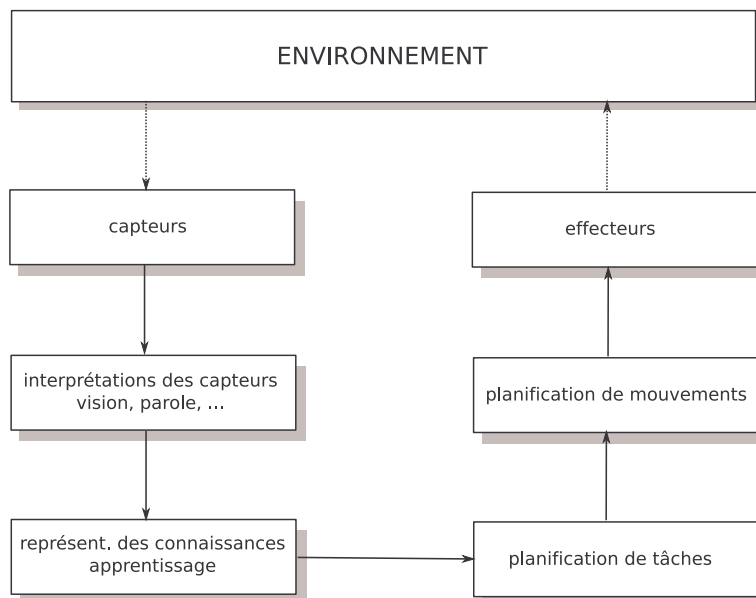 ENVIRONNEMENT
capteurs
effecteurs
interprétations des capteurs
vision, parole, ...
planification de mouvements
représent. des connaissances
apprentissage
planification de tâches